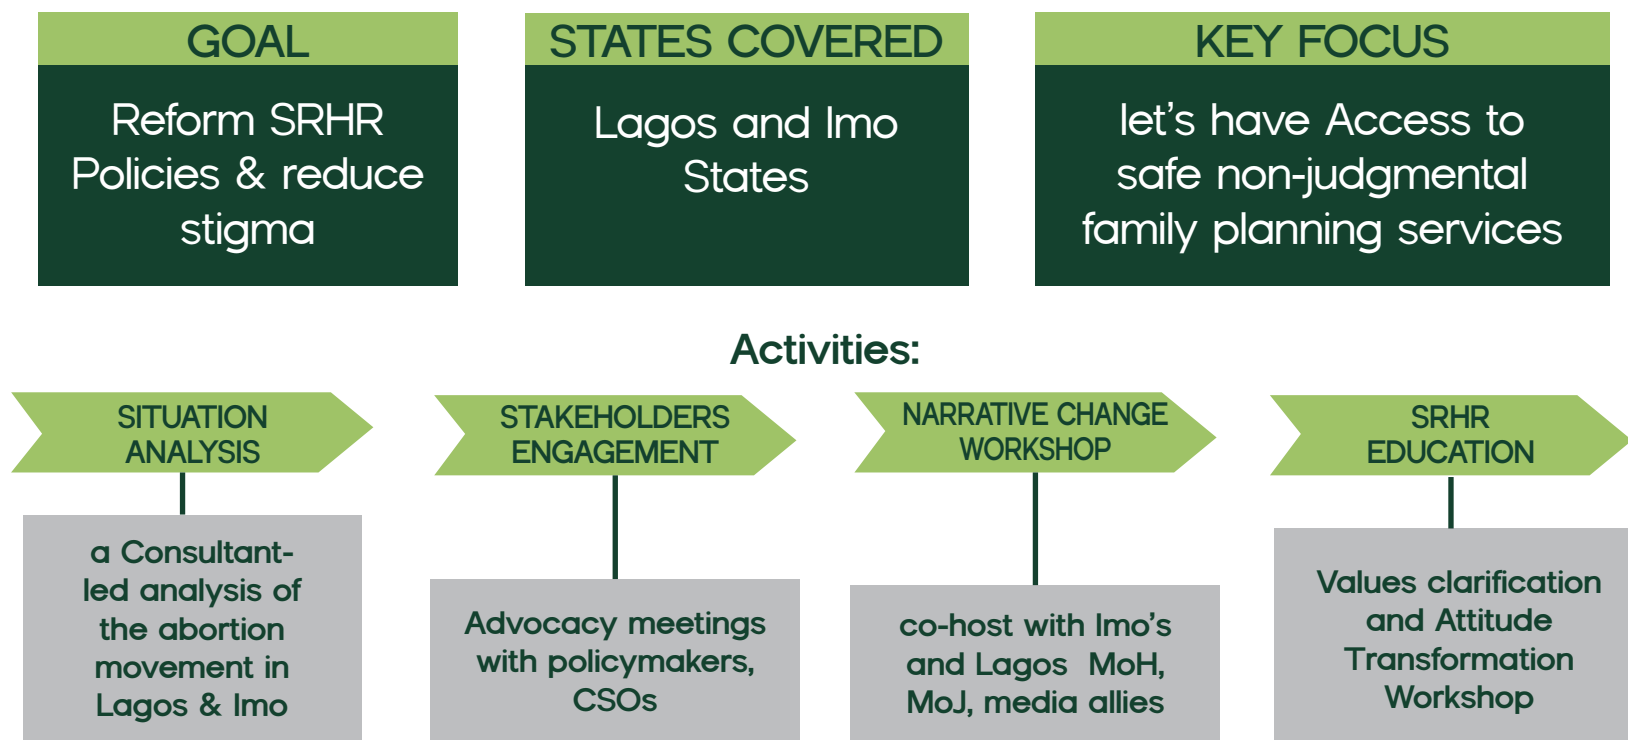 GOAL
Reform SRHR
Policies & reduce
stigma
STATES COVERED
Lagos and Imo
States
KEY FOCUS
let's have Access to
safe non-judgmental
family planning services
Activities:
SITUATION
ANALYSIS
a Consultant-
led analysis of
the abortion
movement in
Lagos & Imo
STAKEHOLDERS
ENGAGEMENT
Advocacy meetings
with policymakers,
CSOs
NARRATIVE CHANGE
WORKSHOP
co-host with Imo's
and Lagos MoH,
MoJ, media allies
SRHR
EDUCATION
Values clarification
and Attitude
Transformation
Workshop